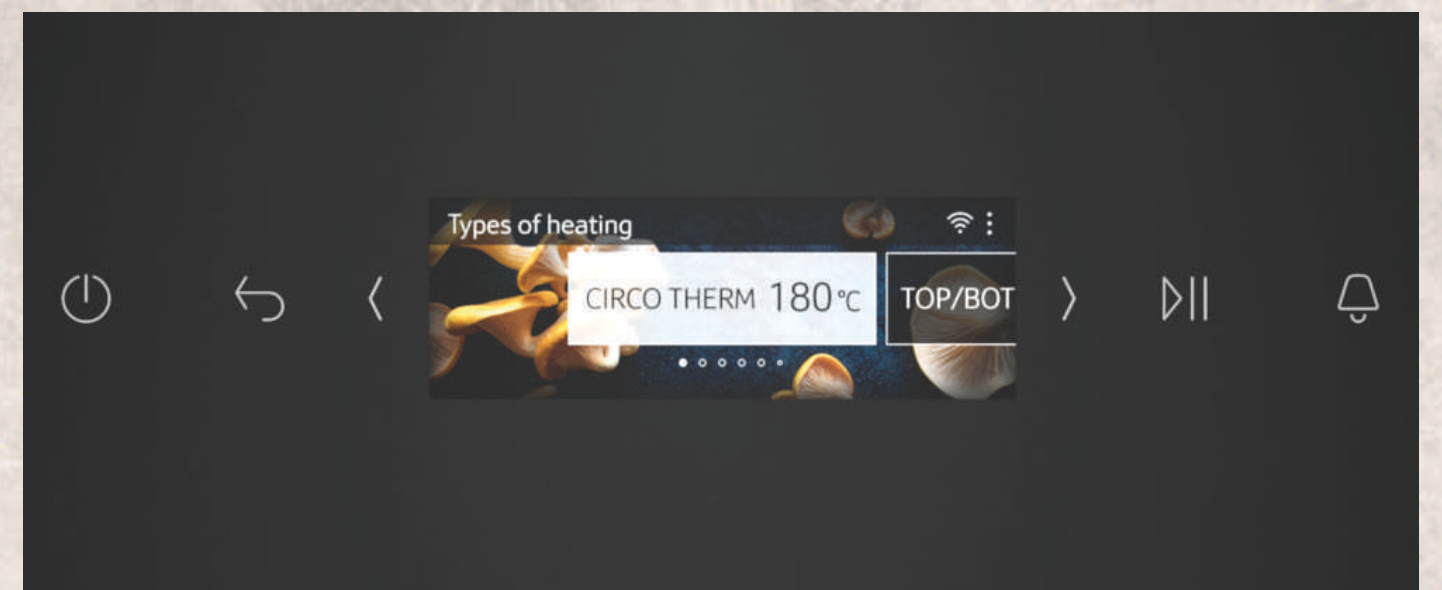 Types of heating
CIRCO THERM 180°C
TOP/BOT